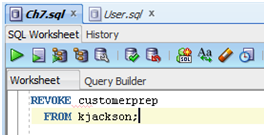 Ch7.sql User.sql
SQL Worksheet History
Worksheet Query Builder
REVOKE customerprep
FROM kjackson;